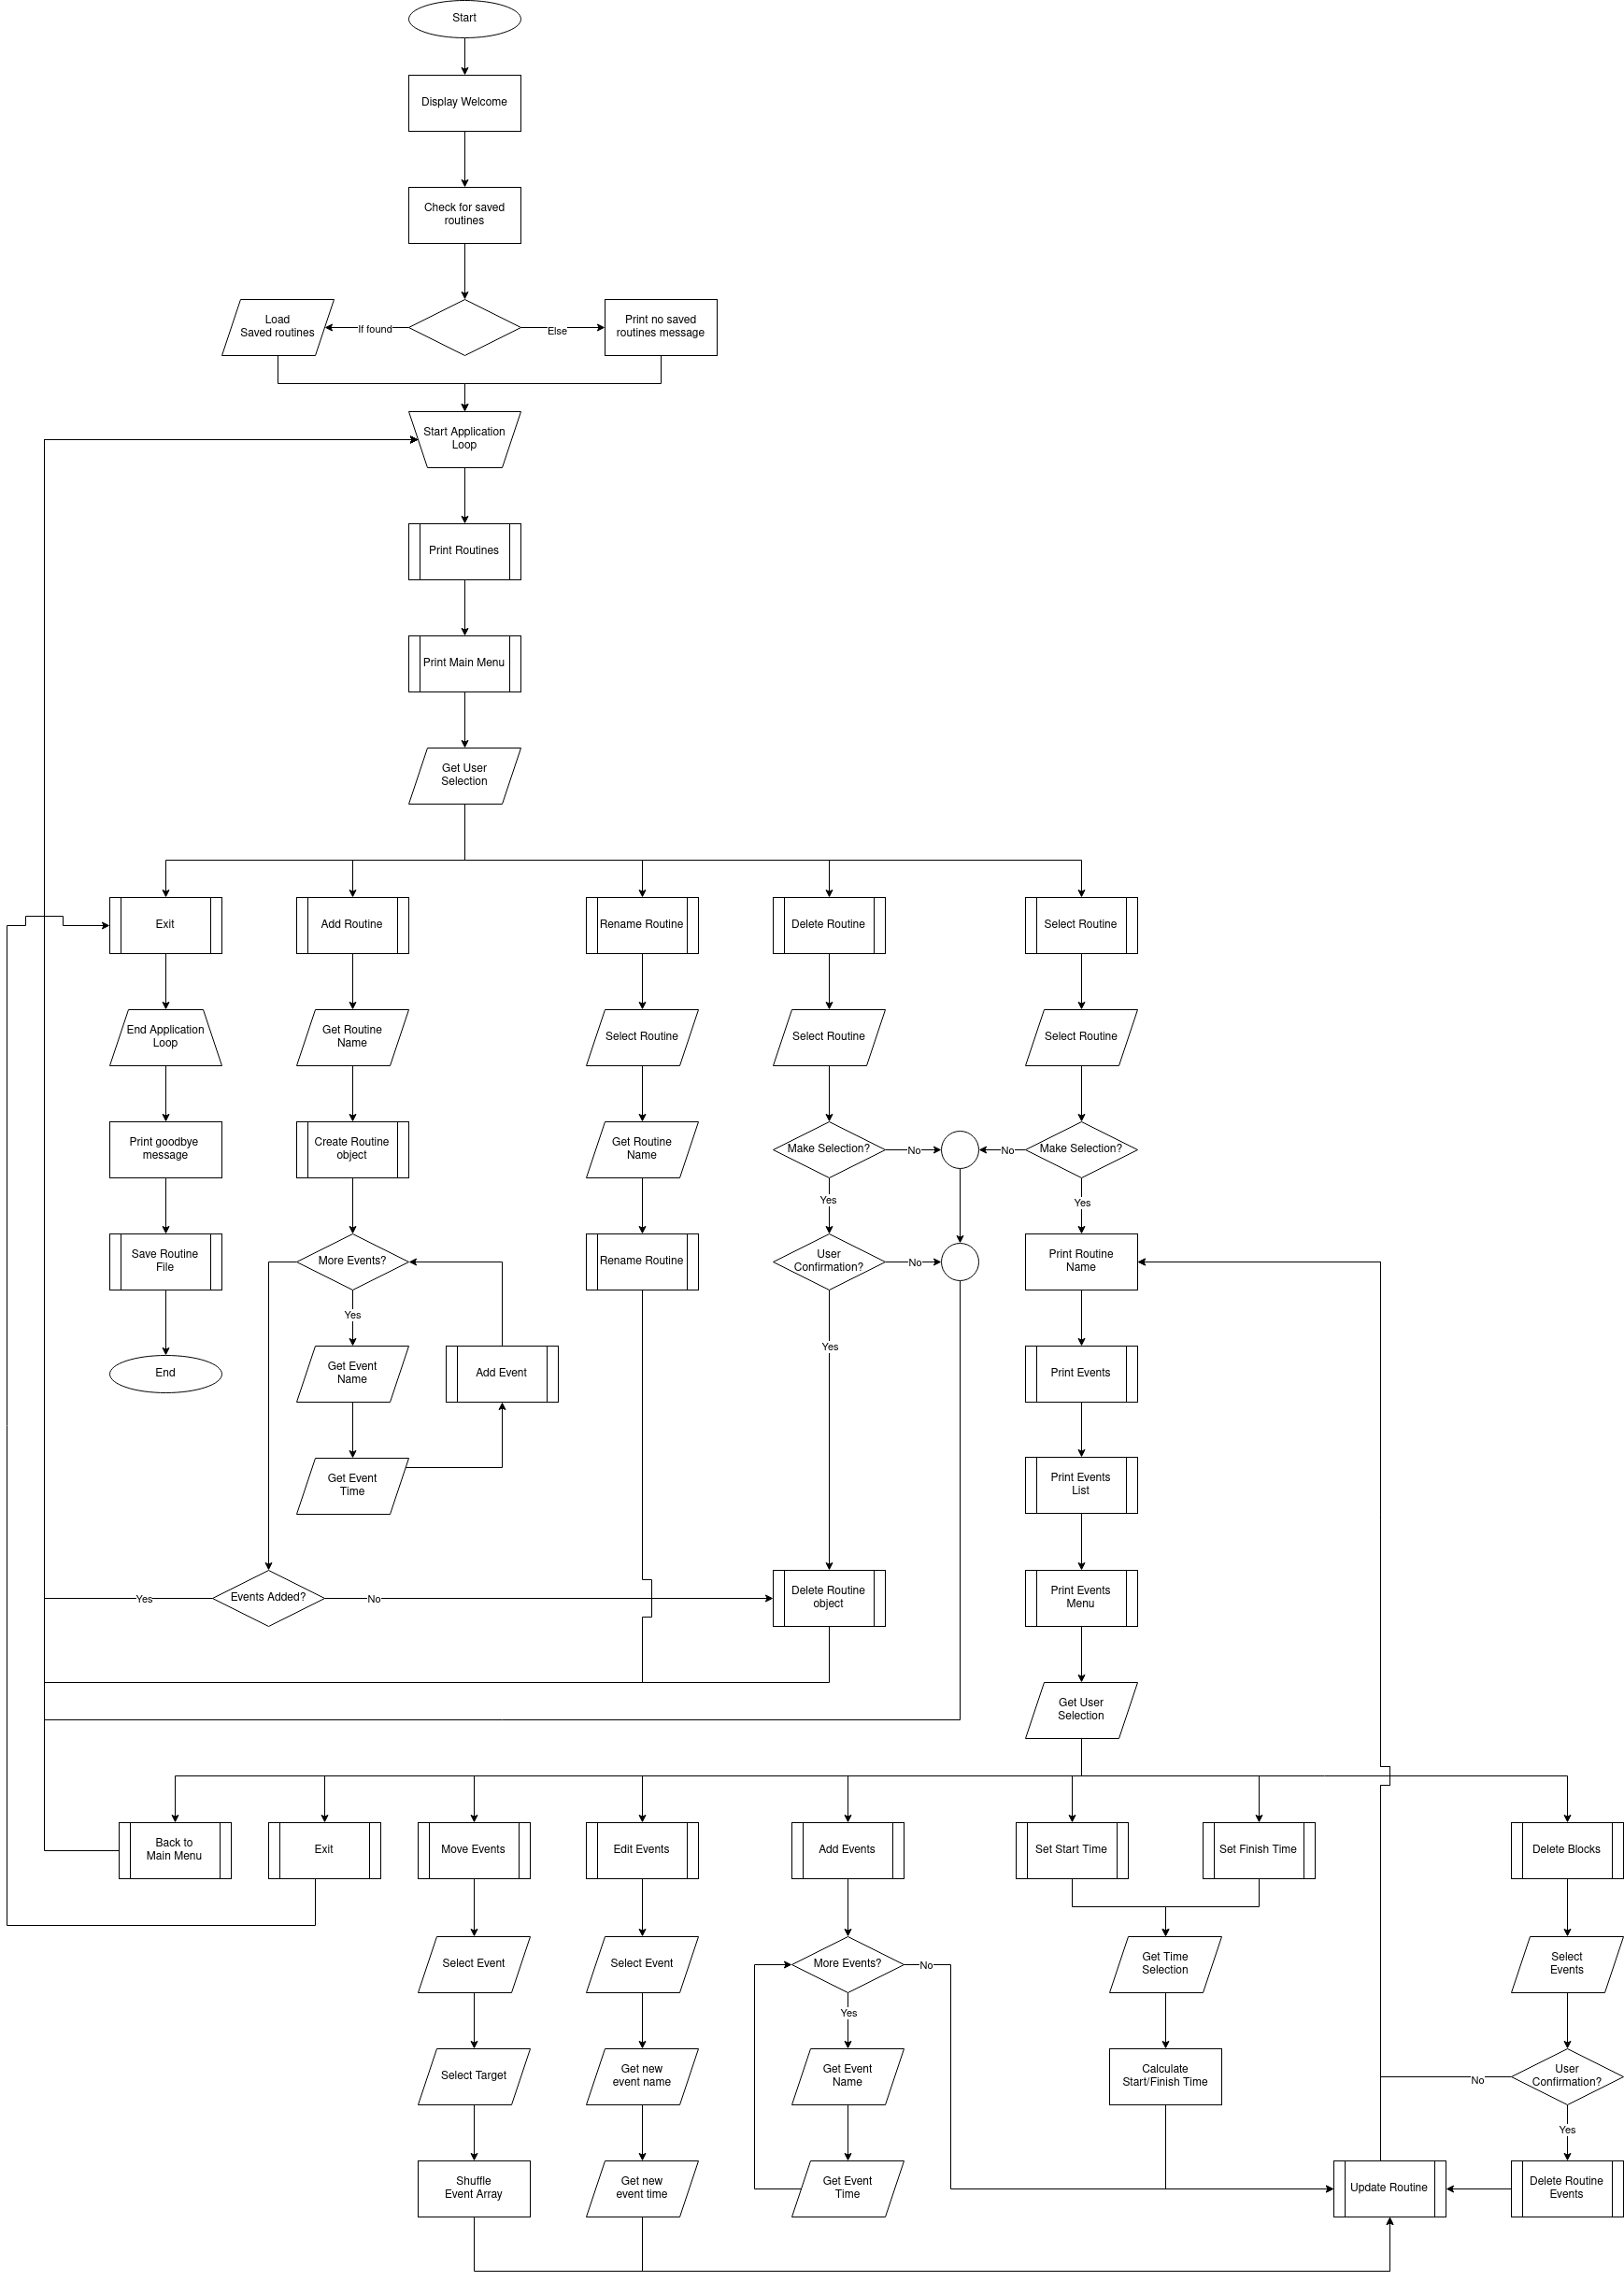 Start
Display Welcome
Check for saved
routines
Load
Saved routines
If found
Else
Print no saved
routines message
Start Application
Loop
Print Routines
Print Main Menu
Get User
Selection
Exit
Add Routine
Rename Routine
Delete Routine
Select Routine
End Application
Loop
Get Routine
Name
Select Routine
Select Routine
Select Routine
Print goodbye
message
Create Routine
object
Get Routine
Name
Make Selection?
No
No
Make Selection?
Yes
Yes
Save Routine
File
More Events?
Rename Routine
User
Confirmation?
No
Print Routine
Name
Yes
Yes
End
Get Event
Name
Add Event
Print Events
Get Event
Time
Print Events
List
Yes
Events Added?
No
Delete Routine
object
Print Events
Menu
Get User
Selection
Back to
Main Menu
Exit
Move Events
Edit Events
Add Events
Set Start Time
Set Finish Time
Delete Blocks
Select Event
Select Event
More Events?
No
Get Time
Selection
Select
Events
Yes
Select Target
Get new
event name
Get Event
Name
Calculate
Start/Finish Time
No
User
Confirmation?
Yes
Shuffle
Event Array
Get new
event time
Get Event
Time
Update Routine
Delete Routine
Events